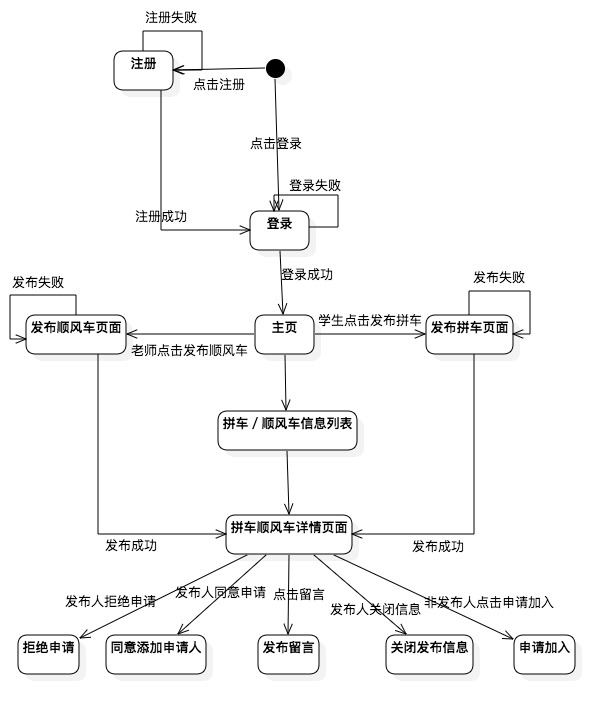 注册失败
注册
点击注册
点击登录
登录失败
注册成功
登录
登录成功
发布失败
发布失败
发布顺风车页面
主页
学生点击发布拼车
发布拼车页面
老师点击发布顺风车
拼车 / 顺风车信息列表
拼车顺风车详情页面
发布成功
发布成功
发布人拒绝申请
发布人同意申请
点击留言
发布人关闭信息
非发布人点击申请加入
拒绝申请
同意添加申请人
发布留言
关闭发布信息
申请加入